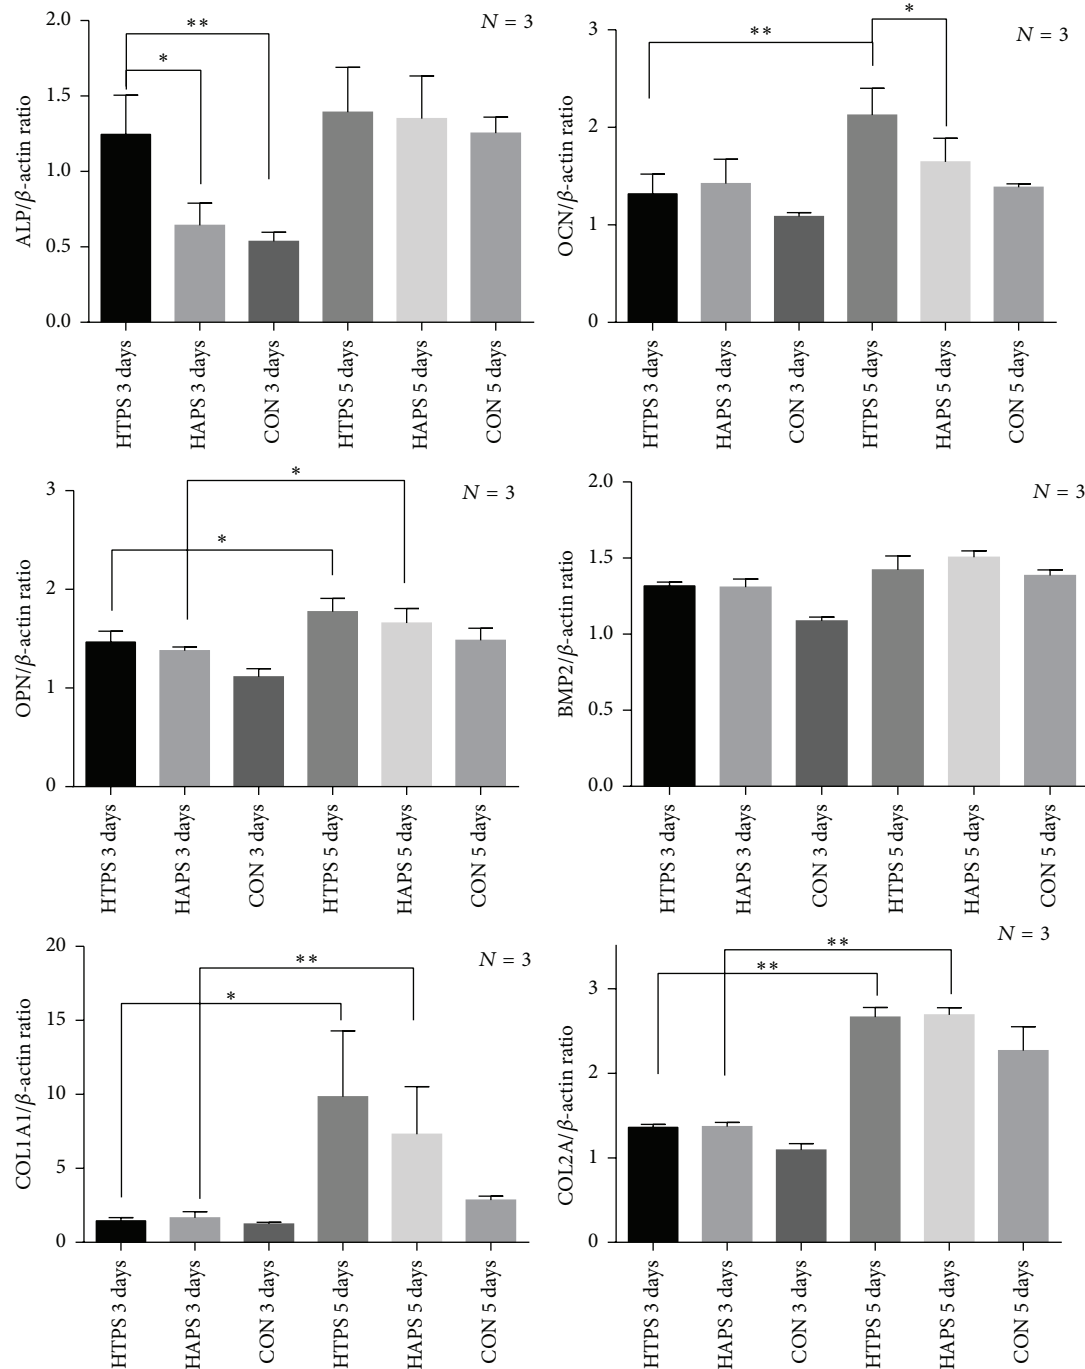 ALP/β-actin ratio
2.0
1.5
1.0
0.5
0.0
**
*
N = 3
HTPS 3 days
HAPS 3 days
CON 3 days
HTPS 5 days
HAPS 5 days
CON 5 days
OCN/β-actin ratio
3
2
1
0
**
*
N = 3
HTPS 3 days
HAPS 3 days
CON 3 days
HTPS 5 days
HAPS 5 days
CON 5 days
OPN/β-actin ratio
3
2
1
0
*
*
N = 3
HTPS 3 days
HAPS 3 days
CON 3 days
HTPS 5 days
HAPS 5 days
CON 5 days
BMP2/β-actin ratio
2.0
1.5
1.0
0.5
0.0
N = 3
HTPS 3 days
HAPS 3 days
CON 3 days
HTPS 5 days
HAPS 5 days
CON 5 days
COL1A1/β-actin ratio
20
15
10
5
0
**
*
N = 3
HTPS 3 days
HAPS 3 days
CON 3 days
HTPS 5 days
HAPS 5 days
CON 5 days
COL2A/β-actin ratio
3
2
1
0
**
**
N = 3
HTPS 3 days
HAPS 3 days
CON 3 days
HTPS 5 days
HAPS 5 days
CON 5 days